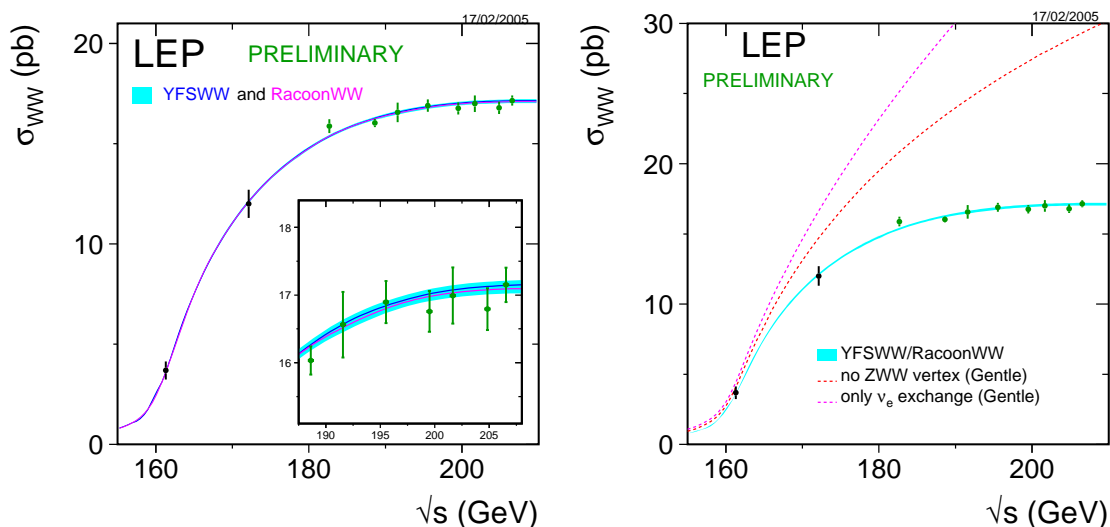 17/02/2005
LEP
PRELIMINARY
YFSWW and RacoonWW
σWW (pb)
20
10
0
18
17
16
190 195 200 205
160 180 200
√s (GeV)
17/02/2005
LEP
PRELIMINARY
σWW (pb)
30
20
10
0
YFSWW/RacoonWW
no ZWW vertex (Gentle)
only νe exchange (Gentle)
160 180 200
√s (GeV)